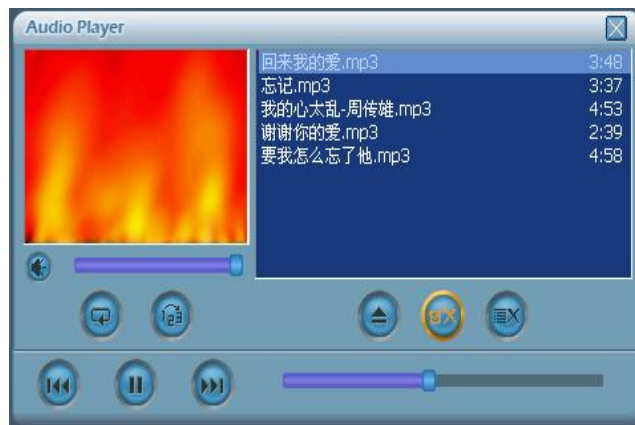 Audio Player
回来我的爱.mp3 3:48
忘记.mp3 3:37
我的心太乱-周传雄.mp3 4:53
谢谢你的爱.mp3 2:39
要我怎么忘了他.mp3 4:58
123